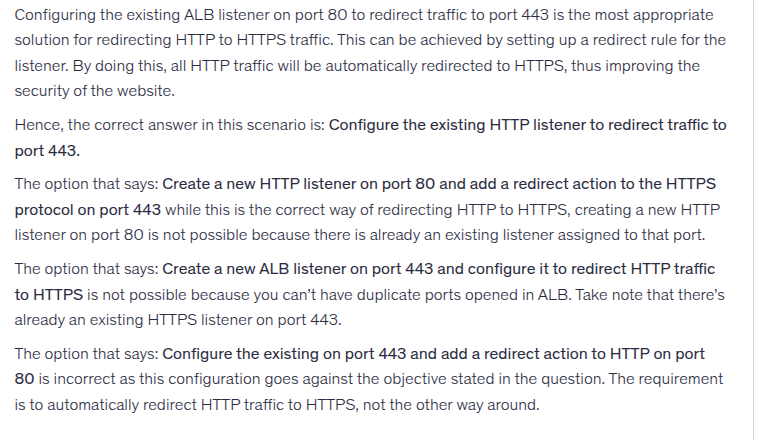 Configuring the existing ALB listener on port 80 to redirect traffic to port 443 is the most appropriate
solution for redirecting HTTP to HTTPS traffic. This can be achieved by setting up a redirect rule for the
listener. By doing this, all HTTP traffic will be automatically redirected to HTTPS, thus improving the
security of the website.
Hence, the correct answer in this scenario is: Configure the existing HTTP listener to redirect traffic to
port 443.
The option that says: Create a new HTTP listener on port 80 and add a redirect action to the HTTPS
protocol on port 443 while this is the correct way of redirecting HTTP to HTTPS, creating a new HTTP
listener on port 80 is not possible because there is already an existing listener assigned to that port.
The option that says: Create a new ALB listener on port 443 and configure it to redirect HTTP traffic
to HTTPS is not possible because you can't have duplicate ports opened in ALB. Take note that there's
already an existing HTTPS listener on port 443.
The option that says: Configure the existing on port 443 and add a redirect action to HTTP on port
80 is incorrect as this configuration goes against the objective stated in the question. The requirement
is to automatically redirect HTTP traffic to HTTPS, not the other way around.